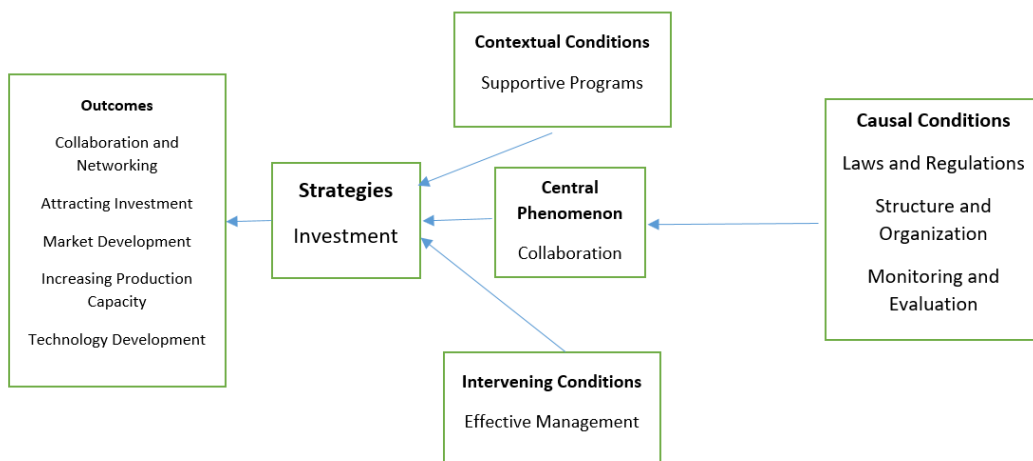 Outcomes
Collaboration and
Networking
Attracting Investment
Market Development
Increasing Production
Capacity
Technology Development
Strategies
Investment
Contextual Conditions
Supportive Programs
Central
Phenomenon
Collaboration
Intervening Conditions
Effective Management
Causal Conditions
Laws and Regulations
Structure and
Organization
Monitoring and
Evaluation